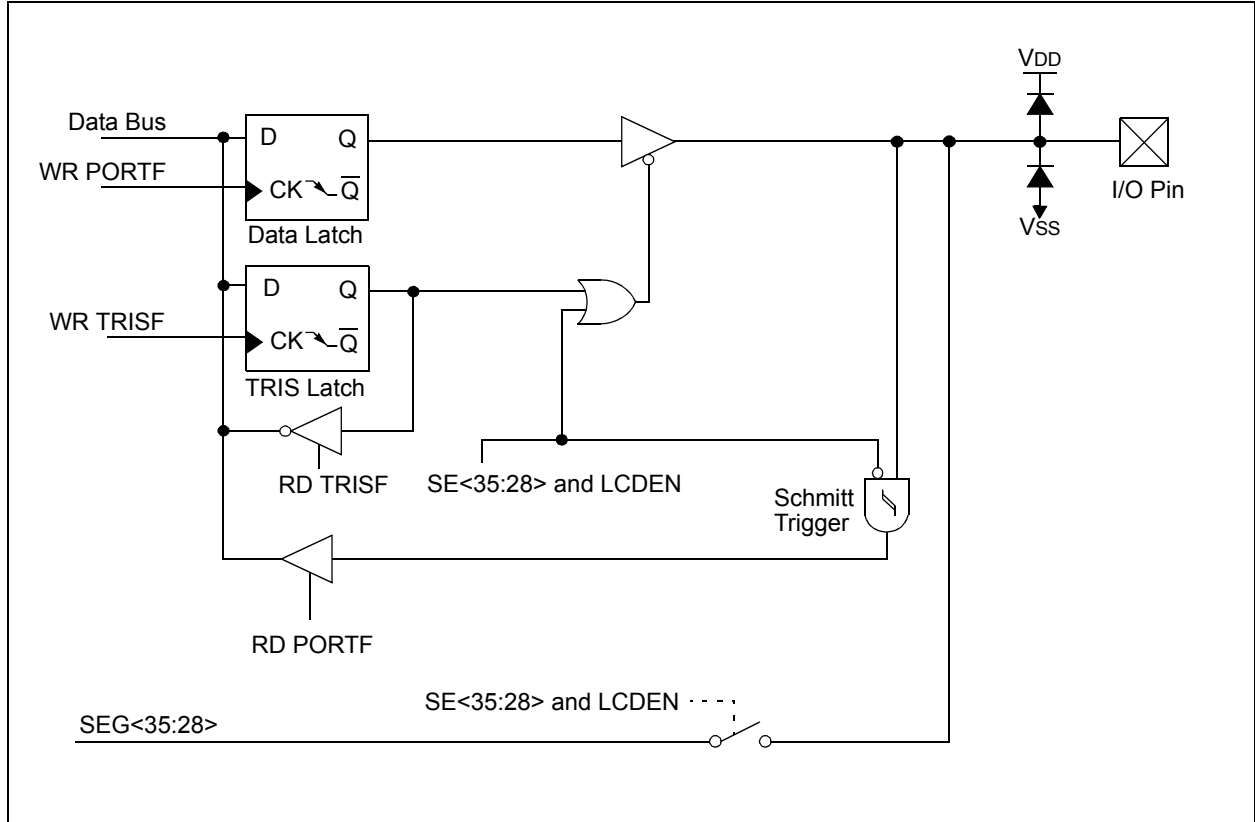 VDD
Data Bus
D Q
WR PORTF
CK Q̅
I/O Pin
Data Latch
VSS
D Q
WR TRISF
CK Q̅
TRIS Latch
RD TRISF
SE<35:28> and LCDEN
Schmitt
Trigger
RD PORTF
SE<35:28> and LCDEN
SEG<35:28>